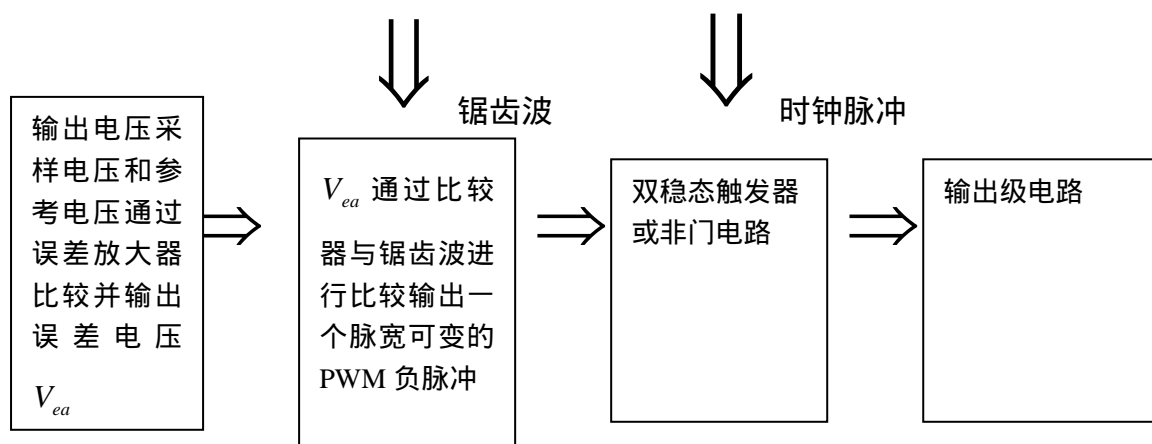 锯齿波
时钟脉冲
输出电压采
样电压和参
考电压通过
误差放大器
比较并输出
误差电压
Vea
Vea 通过比较
器与锯齿波进
行比较输出一
个脉宽可变的
PWM 负脉冲
双稳态触发器
或非门电路
输出级电路